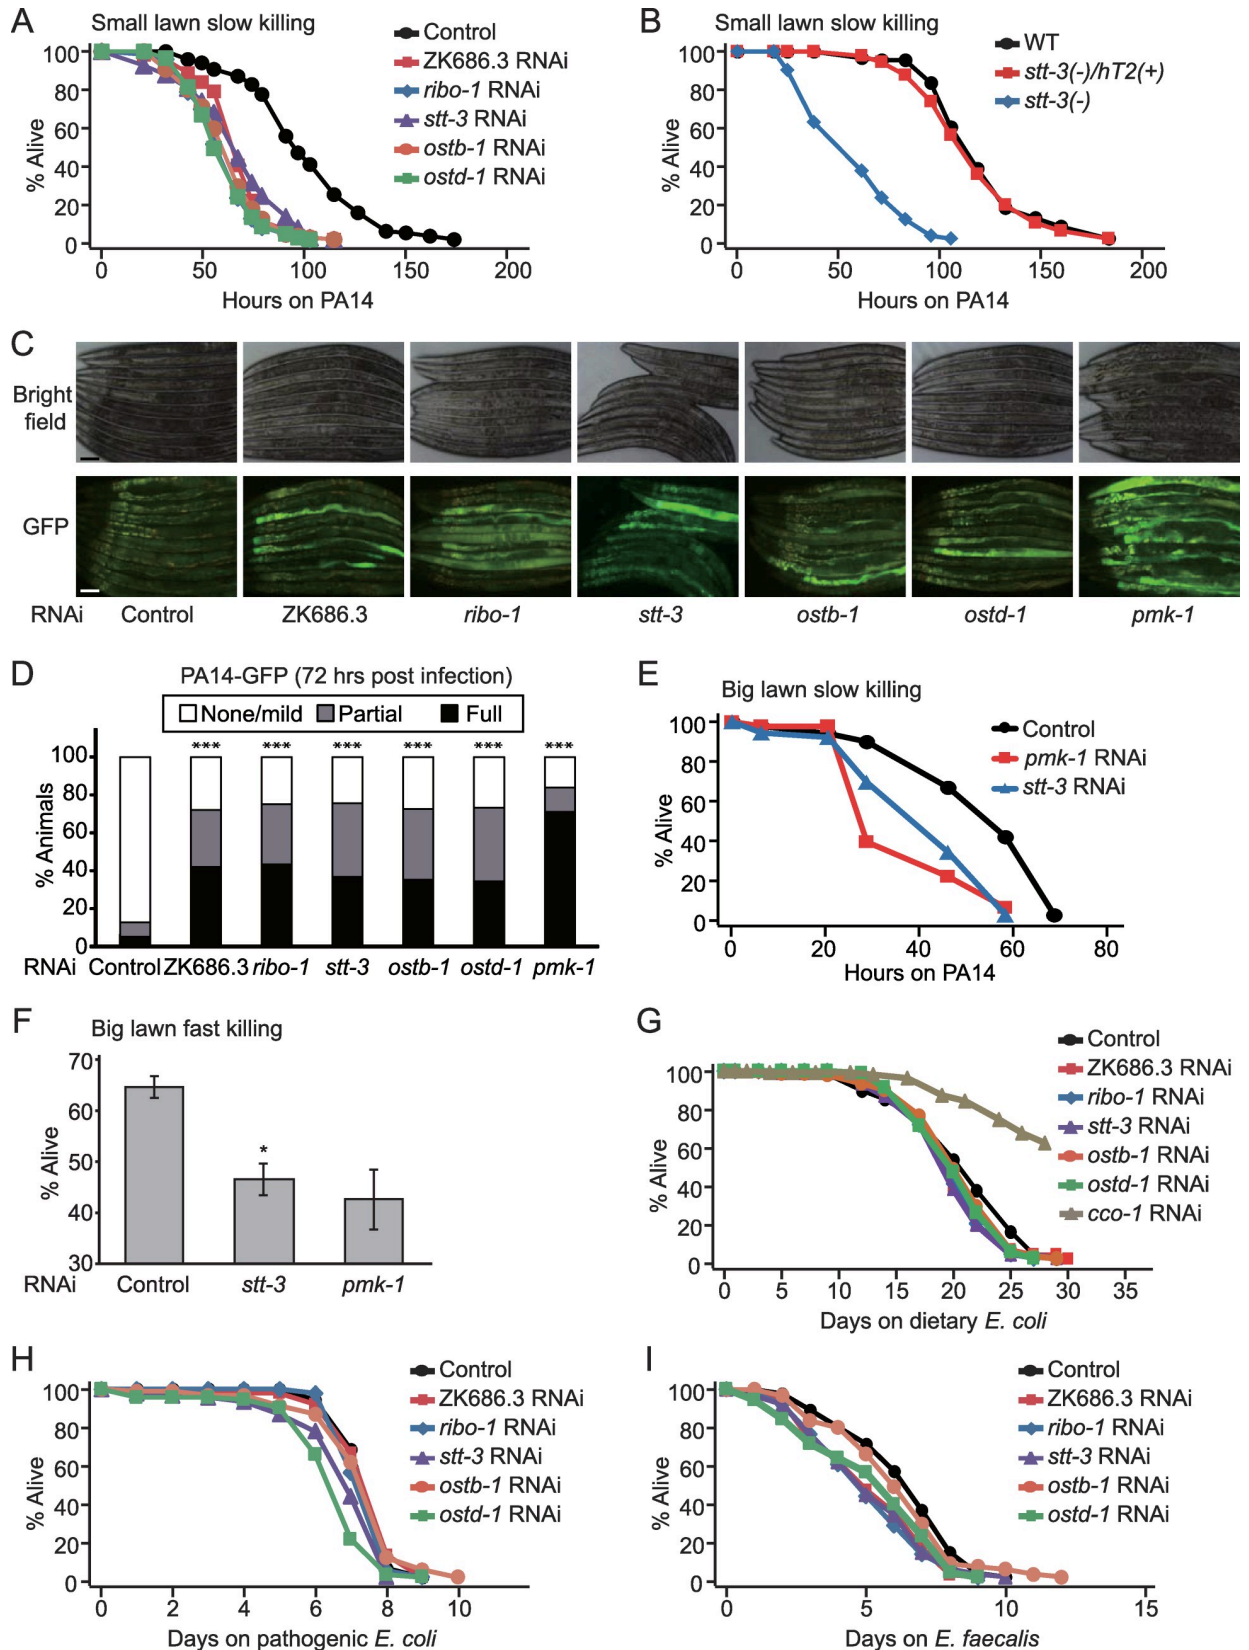 A
Small lawn slow killing
100
80
60
40
20
0
% Alive
0
50
100
150
200
Hours on PA14
Control
ZK686.3 RNAi
ribo-1 RNAi
stt-3 RNAi
ostb-1 RNAi
ostd-1 RNAi
B
Small lawn slow killing
100
80
60
40
20
0
% Alive
0
50
100
150
200
Hours on PA14
WT
stt-3(-)/hT2(+)
stt-3(-)
C
Bright
field
GFP
RNAi
Control
ZK686.3
ribo-1
stt-3
ostb-1
ostd-1
pmk-1
D
PA14-GFP (72 hrs post infection)
None/mild
Partial
Full
100
80
60
40
20
0
% Animals
***
***
***
***
***
***
RNAi
Control
ZK686.3
ribo-1
stt-3
ostb-1
ostd-1
pmk-1
E
Big lawn slow killing
100
80
60
40
20
0
% Alive
0
20
40
60
80
Hours on PA14
Control
pmk-1 RNAi
stt-3 RNAi
F
Big lawn fast killing
70
60
50
40
30
% Alive
*
RNAi
Control
stt-3
pmk-1
G
100
80
60
40
20
0
% Alive
0
5
10
15
20
25
30
35
Days on dietary E. coli
Control
ZK686.3 RNAi
ribo-1 RNAi
stt-3 RNAi
ostb-1 RNAi
ostd-1 RNAi
cco-1 RNAi
H
100
80
60
40
20
0
% Alive
0
2
4
6
8
10
Days on pathogenic E. coli
Control
ZK686.3 RNAi
ribo-1 RNAi
stt-3 RNAi
ostb-1 RNAi
ostd-1 RNAi
I
100
80
60
40
20
0
% Alive
0
5
10
15
Days on E. faecalis
Control
ZK686.3 RNAi
ribo-1 RNAi
stt-3 RNAi
ostb-1 RNAi
ostd-1 RNAi